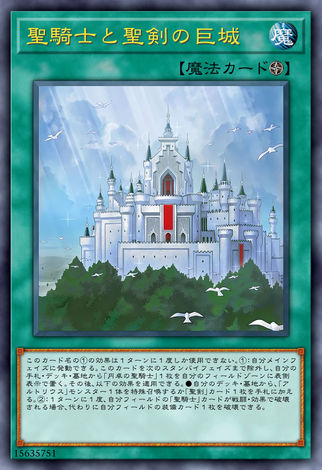 聖騎士と聖剣の巨城
魔
【魔法カード】
このカード名の①の効果は1ターンに1度しか使用できない。①：自分メインフ
ェイズに発動できる。このカードを次のスタンバイフェイズまで除外し、自分の
手札・デッキ・墓地から「円卓の聖騎士」1枚を自分のフィールドゾーンに表側
表示で置く。その後、以下の効果を適用できる。●自分のデッキ・墓地から、「ア
ルトリウス」モンスター1体を特殊召喚するか「聖剣」カード1枚を手札に加え
る。②：1ターンに1度、自分フィールドの「聖騎士」カードが戦闘・効果で破壊
される場合、代わりに自分フィールドの装備カード1枚を破壊できる。
15635751